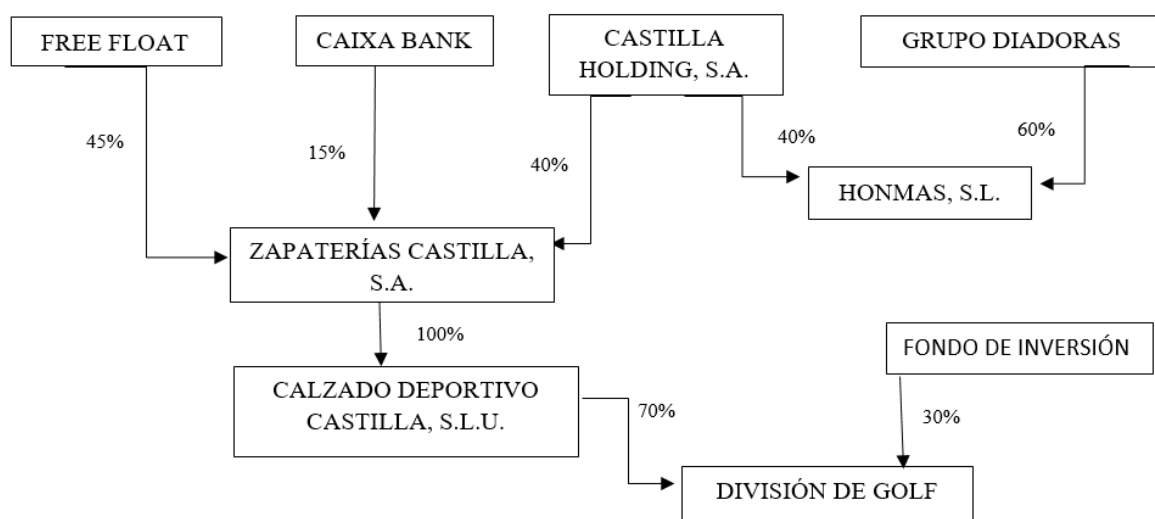 FREE FLOAT
CAIXA BANK
CASTILLA
HOLDING, S.A.
GRUPO DIADORAS
45%
15%
40%
40%
60%
HONMAS, S.L.
ZAPATERÍAS CASTILLA,
S.A.
100%
FONDO DE INVERSIÓN
CALZADO DEPORTIVO
CASTILLA, S.L.U.
70%
30%
DIVISIÓN DE GOLF